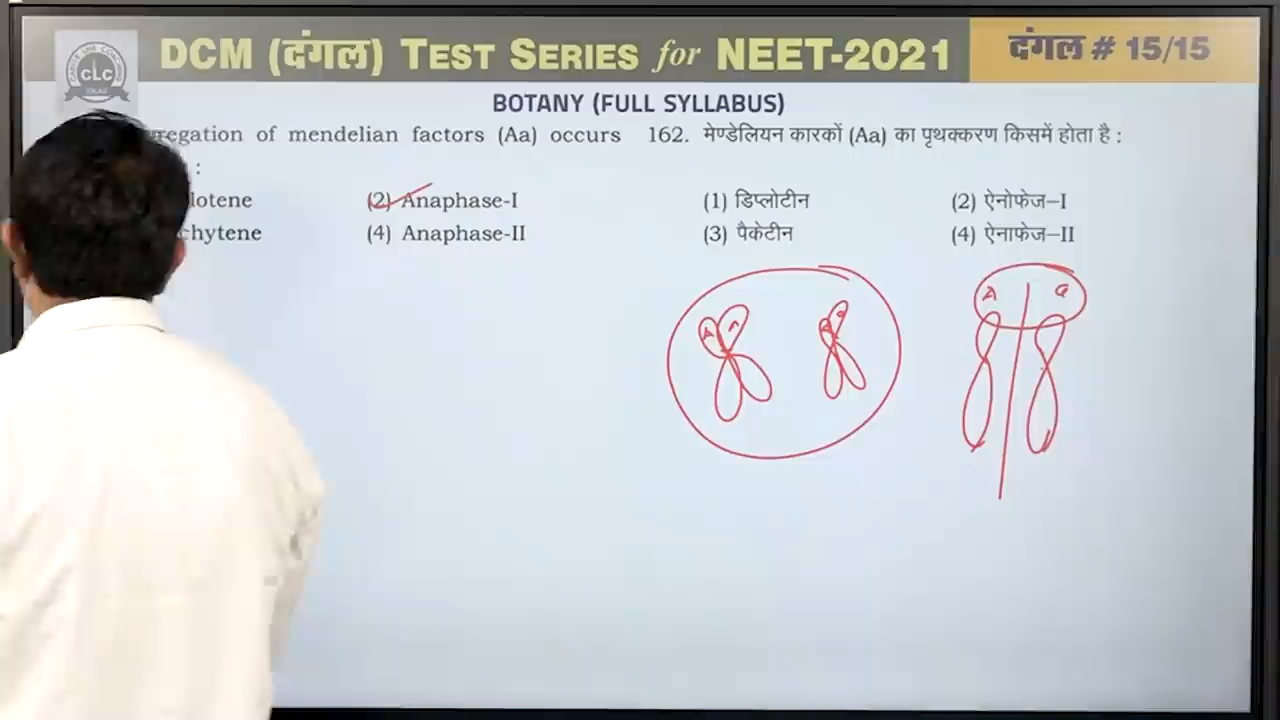 DCM (दंगल) TEST SERIES for NEET-2021
दंगल # 15/15
CLC
BOTANY (FULL SYLLABUS)
of mendelian factors (Aa) occurs
:
(2) Anaphase-I
(4) Anaphase-II
162. मेण्डेलियन कारकों (Aa) का पृथक्करण किसमें होता है :
(1) डिप्लोटीन (2) ऐनोफेज–I
(3) पैकेटीन (4) ऐनाफेज–II
A a
A A